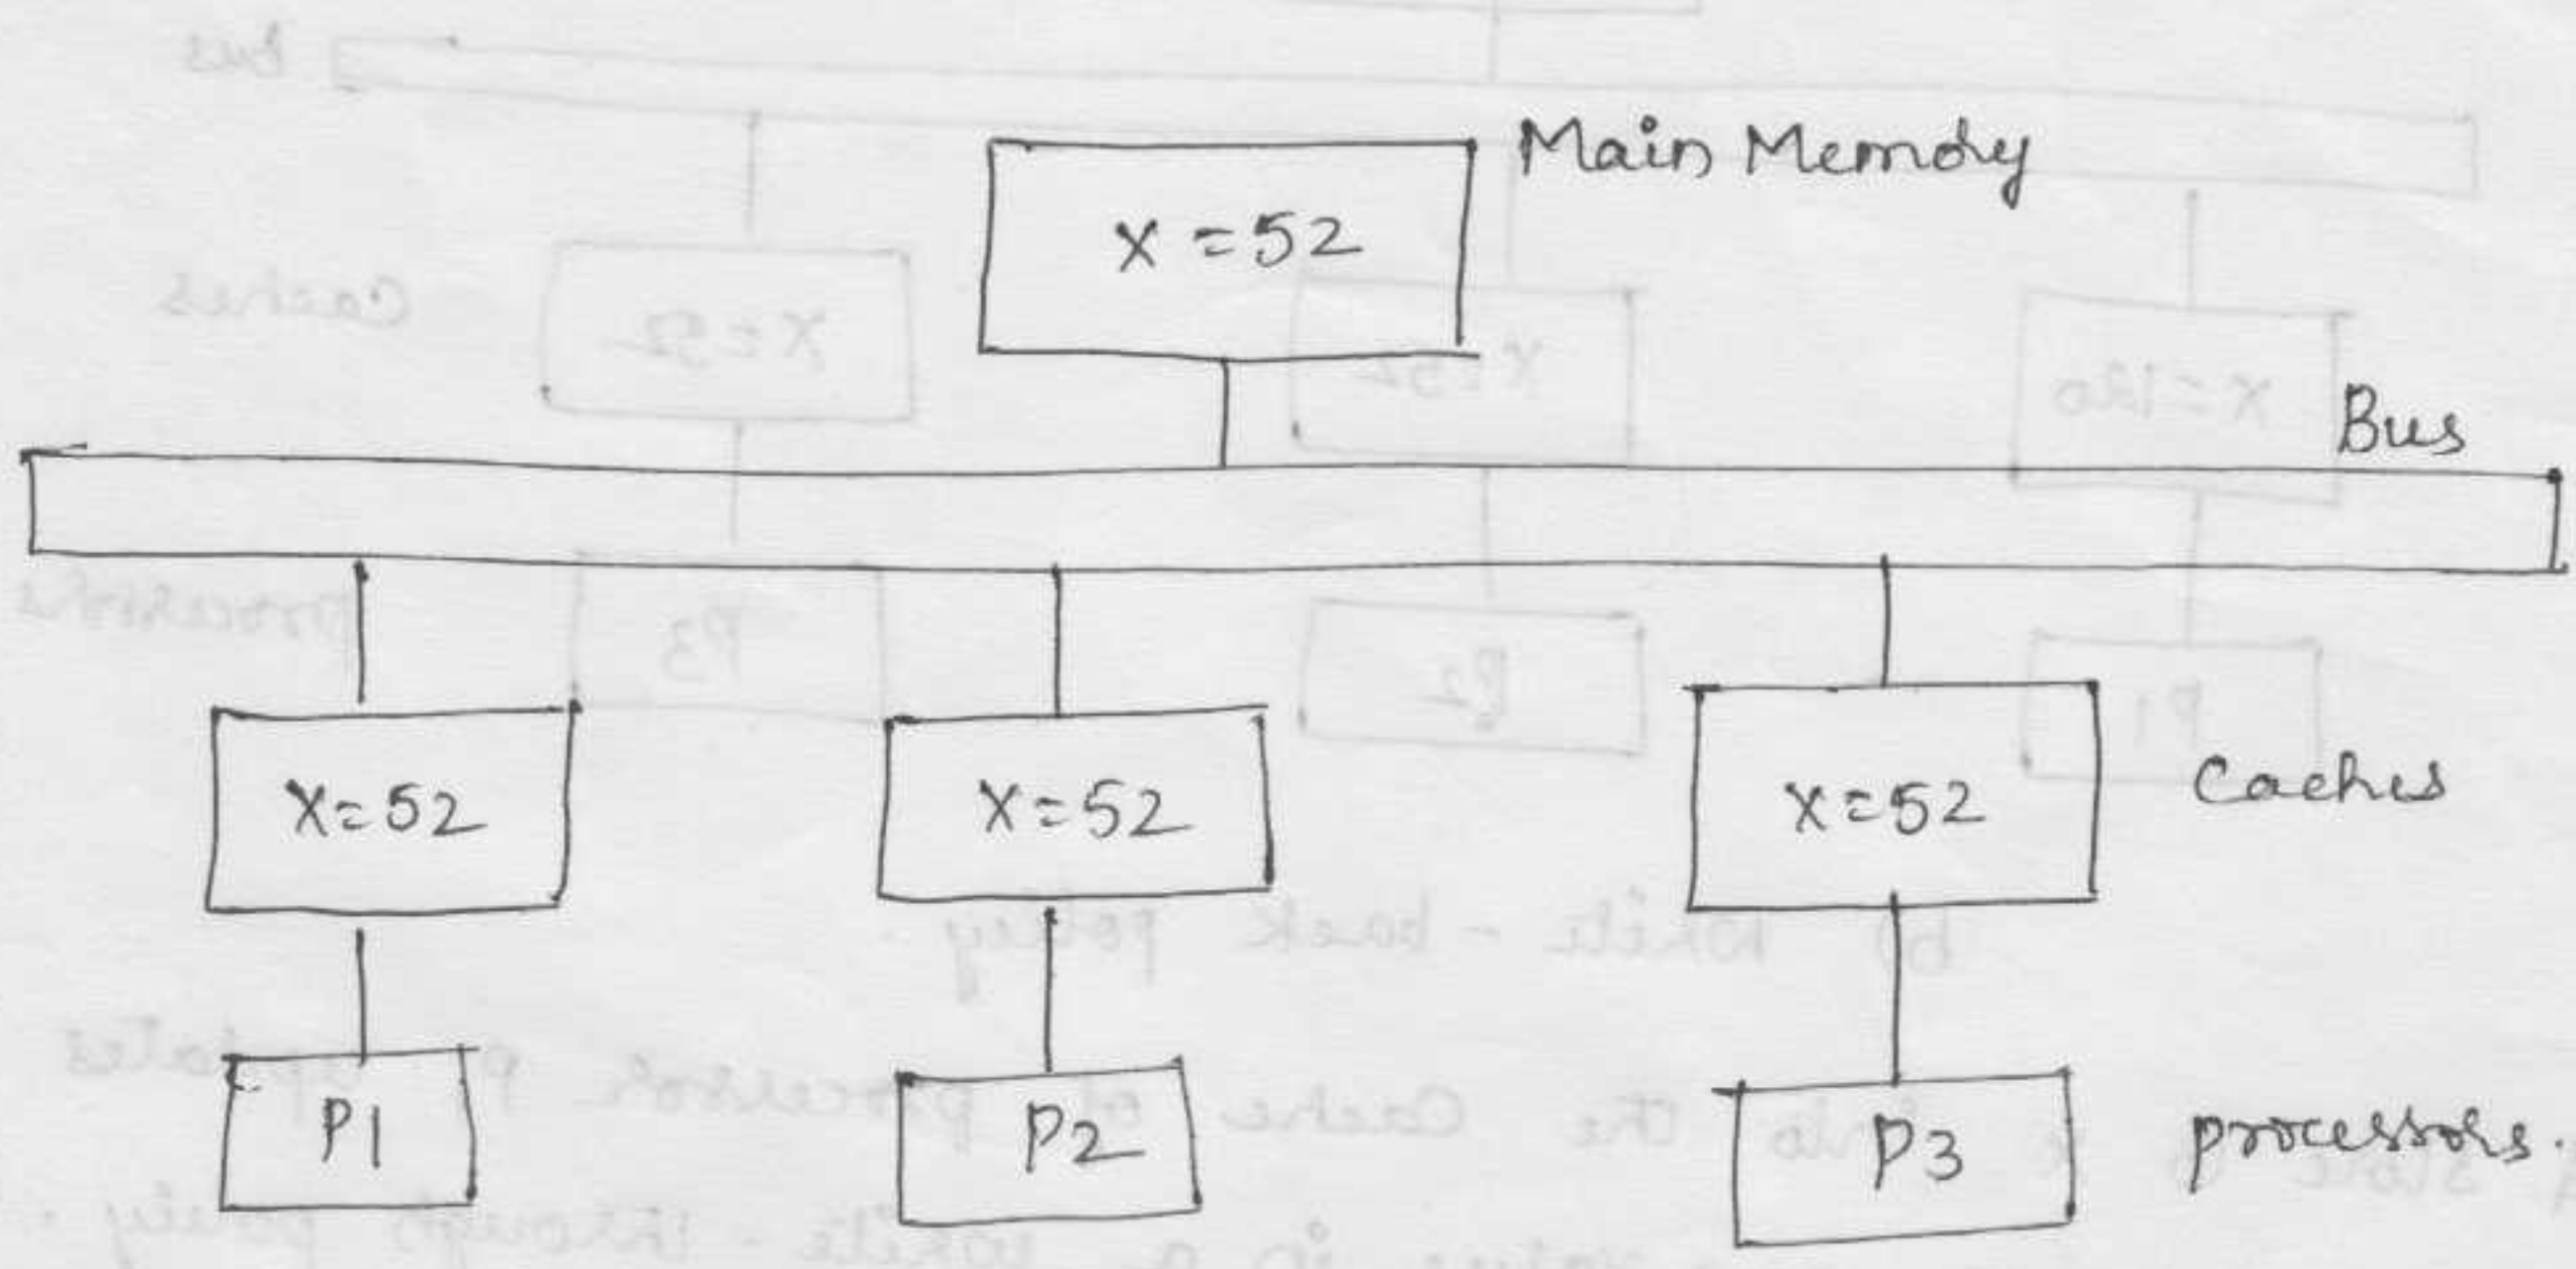 Main Memory
X = 52
Bus
X=52 X=52 X=52 Caches
P1 P2 P3 processors.